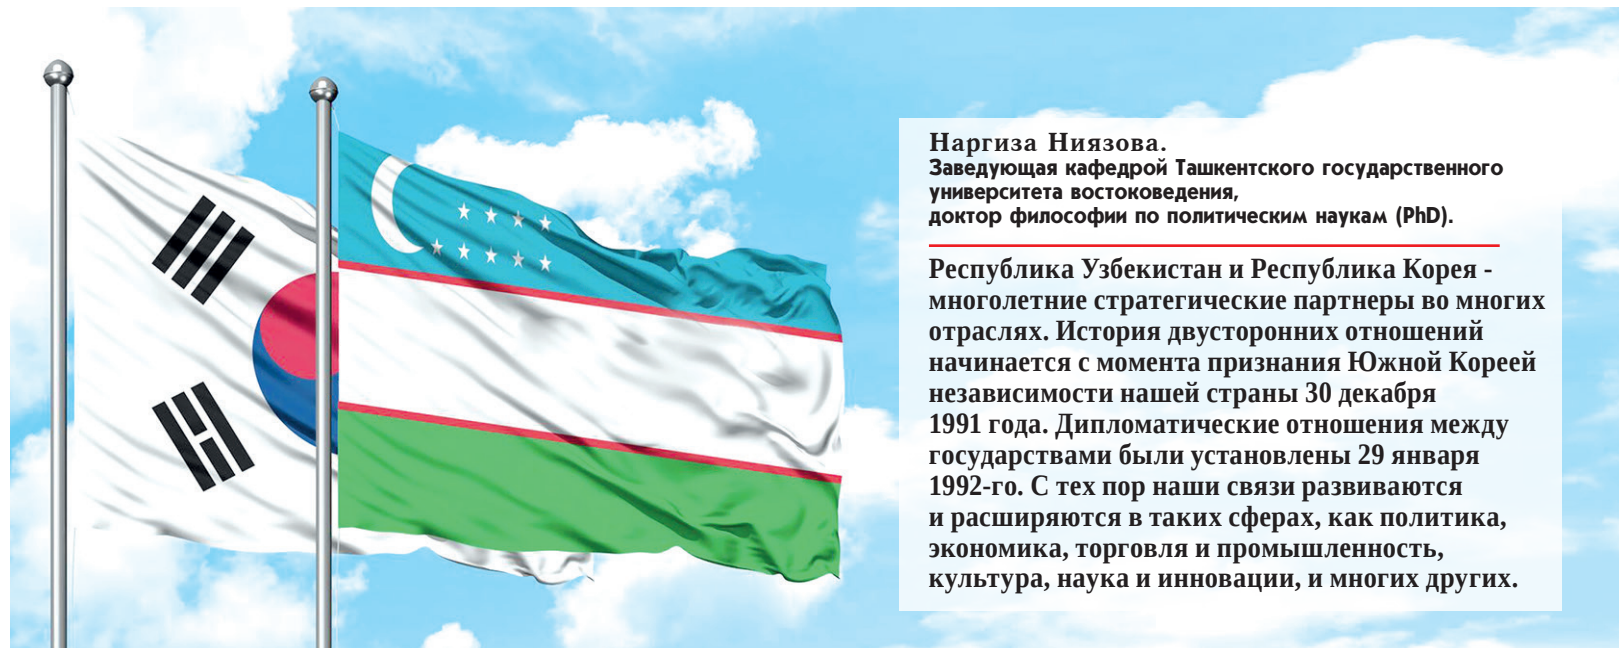 Наргиза Ниязова.
Заведующая кафедрой Ташкентского государственного
университета востоковедения,
доктор философии по политическим наукам (PhD).
Республика Узбекистан и Республика Корея -
многолетние стратегические партнеры во многих
отраслях. История двусторонних отношений
начинается с момента признания Южной Кореей
независимости нашей страны 30 декабря
1991 года. Дипломатические отношения между
государствами были установлены 29 января
1992-го. С тех пор наши связи развиваются
и расширяются в таких сферах, как политика,
экономика, торговля и промышленность,
культура, наука и инновации, и многих других.